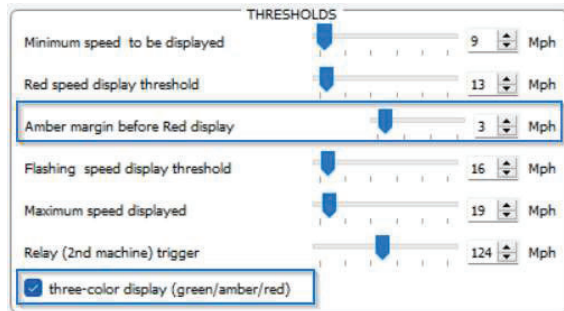 THRESHOLDS
Minimum speed to be displayed 9 Mph
Red speed display threshold 13 Mph
Amber margin before Red display 3 Mph
Flashing speed display threshold 16 Mph
Maximum speed displayed 19 Mph
Relay (2nd machine) trigger 124 Mph
three-color display (green/amber/red)